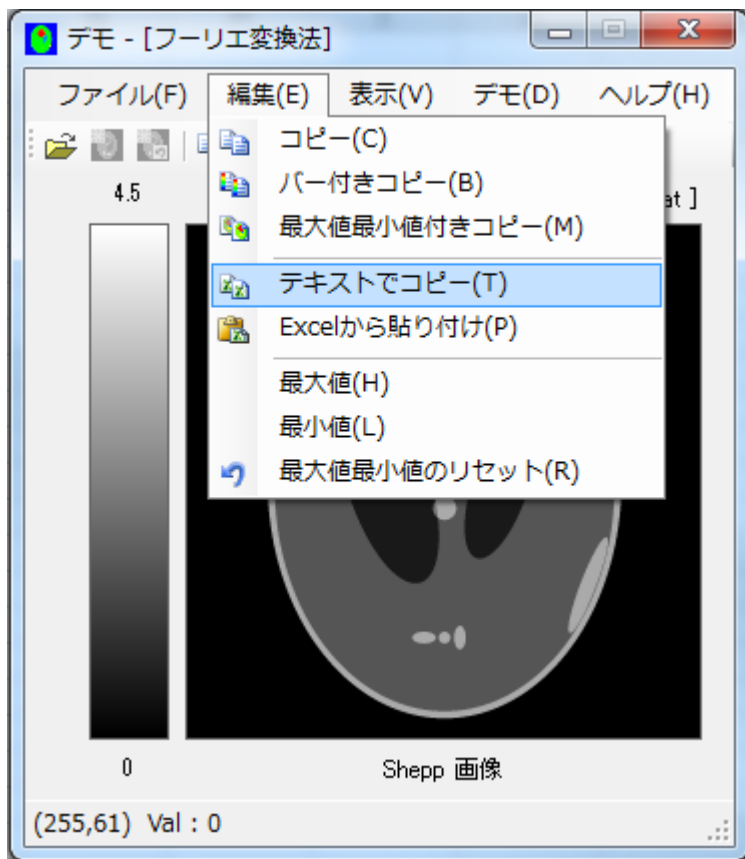 デモ - [フーリエ変換法]
ファイル(F) 編集(E) 表示(V) デモ(D) ヘルプ(H)
コピー(C)
バー付きコピー(B)
最大値最小値付きコピー(M)
テキストでコピー(T)
Excelから貼り付け(P)
最大値(H)
最小値(L)
最大値最小値のリセット(R)
4.5
at ]
0
Shepp 画像
(255,61) Val : 0